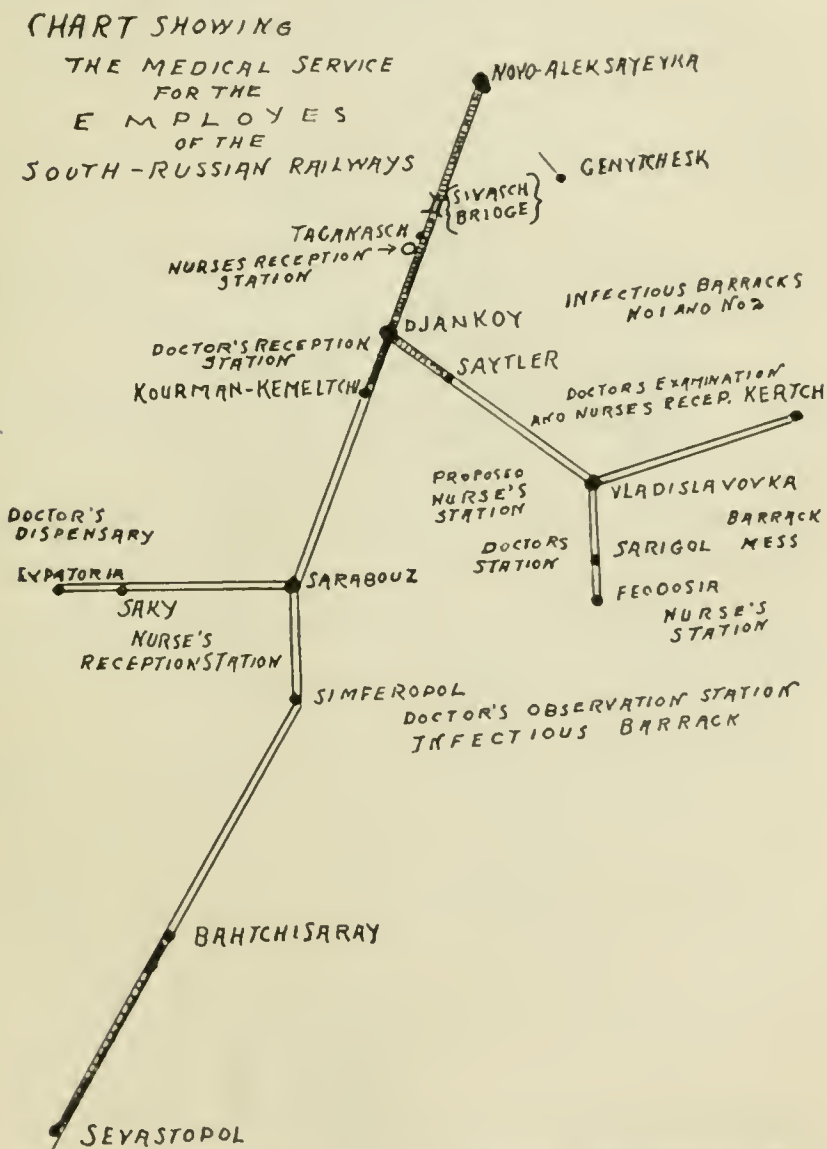 CHART SHOWING
THE MEDICAL SERVICE
FOR THE
EMPLOYES
OF THE
SOUTH-RUSSIAN RAILWAYS
NOVO-ALEKSAYEVKA
GENYTCHESK
{SIVASCH
BRIDGE}
TAGANASCH
NURSES RECEPTION →
STATION
INFECTIOUS BARRACKS
NO1 AND NO2
DJANKOY
DOCTOR'S RECEPTION
STATION
SAYTLER
KOURMAN-KEMELTCHI
DOCTORS EXAMINATION
AND NURSE'S RECEP. KERTCH
PROPOSED
NURSE'S
STATION
VLADISLAVOVKA
DOCTOR'S
DISPENSARY
DOCTORS
STATION
SARIGOL
BARRACK
MESS
EVPATORIA
SAKY
SARABOUZ
FEODOSIA
NURSE'S
STATION
NURSE'S
RECEPTION STATION
SIMFEROPOL
DOCTOR'S OBSERVATION STATION
INFECTIOUS BARRACK
BAHTCHISARAY
SEVASTOPOL